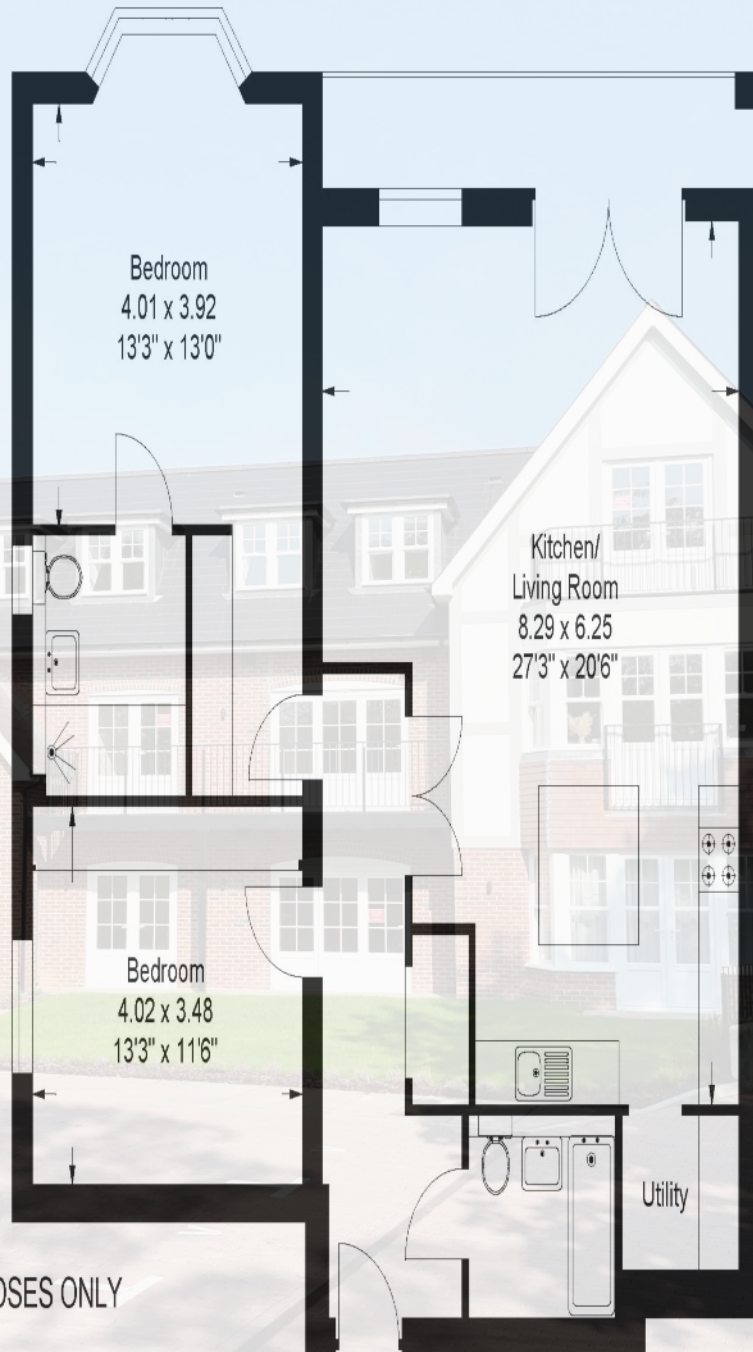 Bedroom
4.01 x 3.92
13'3" x 13'0"
Kitchen/
Living Room
8.29 x 6.25
27'3" x 20'6"
Bedroom
4.02 x 3.48
13'3" x 11'6"
Utility
OSES ONLY